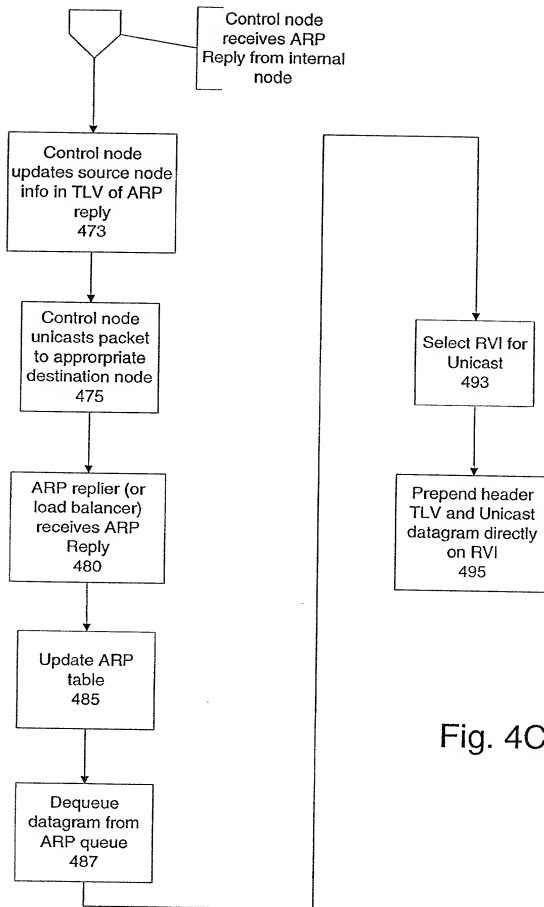 Control node
receives ARP
Reply from internal
node
Control node
updates source node
info in TLV of ARP
reply
473
Control node
unicasts packet
to approrpriate
destination node
475
ARP replier (or
load balancer)
receives ARP
Reply
480
Update ARP
table
485
Dequeue
datagram from
ARP queue
487
Select RVI for
Unicast
493
Prepend header
TLV and Unicast
datagram directly
on RVI
495
Fig. 4C